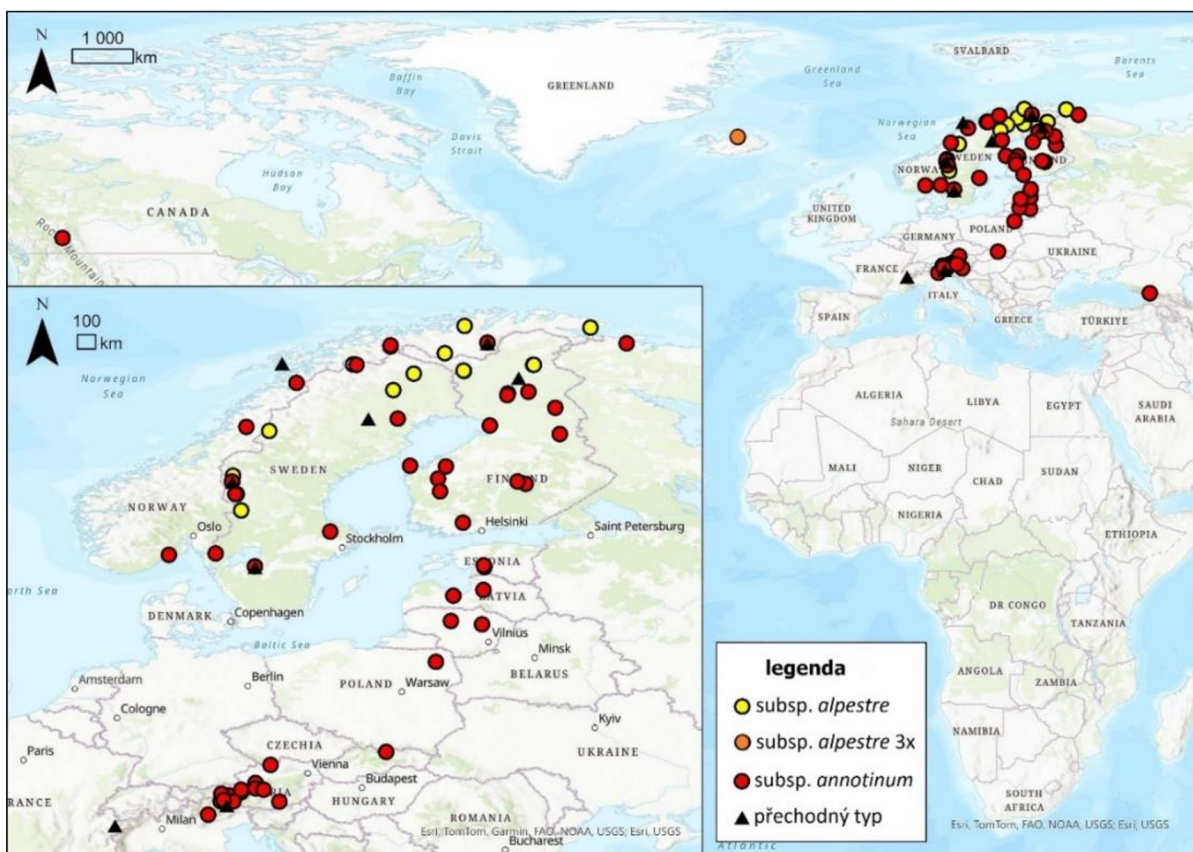 N
1 000
km
GREENLAND
SVALBARD
Barents
Sea
Greenland
Sea
Baffin
Bay
Davis
Strait
Norwegian
Sea
Hudson
Bay
CANADA
NORWAY
UNITED
KINGDOM
POLAND
GERMANY
UKRAINE
FRANCE
ITALY
SPAIN
GREECE
TÜRKIYE
ALGERIA
LIBYA
EGYPT
SAUDI
ARABIA
Sahara Desert
MALI
NIGER
CHAD
SUDAN
NIGERIA
ETHIOPIA
DR CONGO
TANZANIA
ANGOLA
ZAMBIA
NAMIBIA
SOUTH
AFRICA
Esri, TomTom, FAO, NOAA, USGS; Esri, USGS
Atlantic
N
100
km
Norwegian
Sea
SWEDEN
NORWAY
Oslo
Helsinki
Saint Petersburg
Stockholm
ESTONIA
LATVIA
DENMARK
Copenhagen
Baltic Sea
Vilnius
Minsk
BELARUS
Amsterdam
Berlin
POLAND
Warsaw
Cologne
Kyiv
Paris
CZECHIA
Vienna
UKRAINE
Budapest
HUNGARY
Milan
ROMANIA
Bucharest
Esri, TomTom, Garmin, FAO, NOAA, USGS; Esri, USGS
legenda
subsp. alpestre
subsp. alpestre 3x
subsp. annotinum
přechodný typ